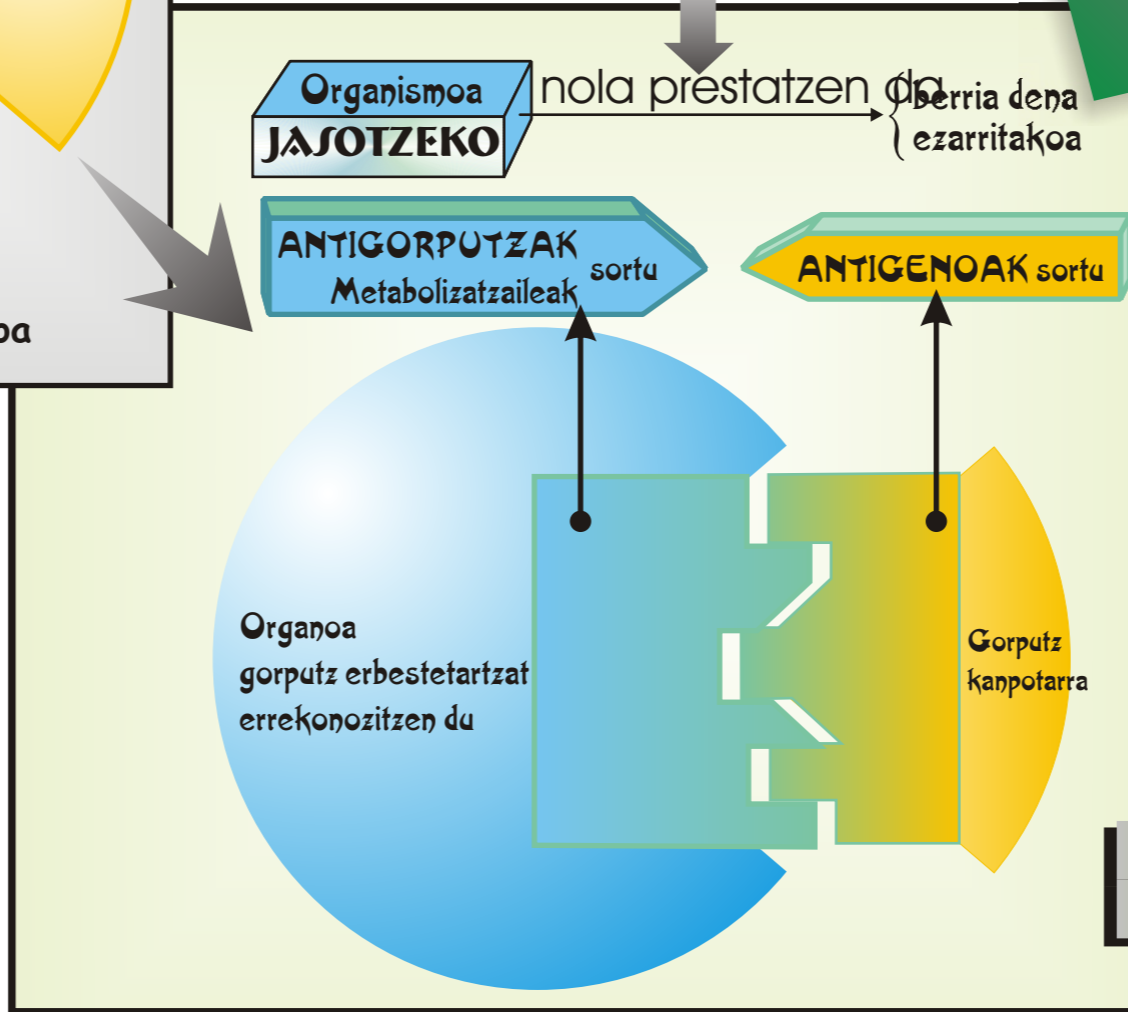 Organismoa
JASOTZEKO
nola prestatzen da
berria dena
ezarritakoa
ANTIGORPUTZAK
Metabolizatzaileak
sortu
ANTIGENOAK sortu
Organoa
gorputz erbestetartzat
errekonozitzen du
Gorputz
kanpotarra